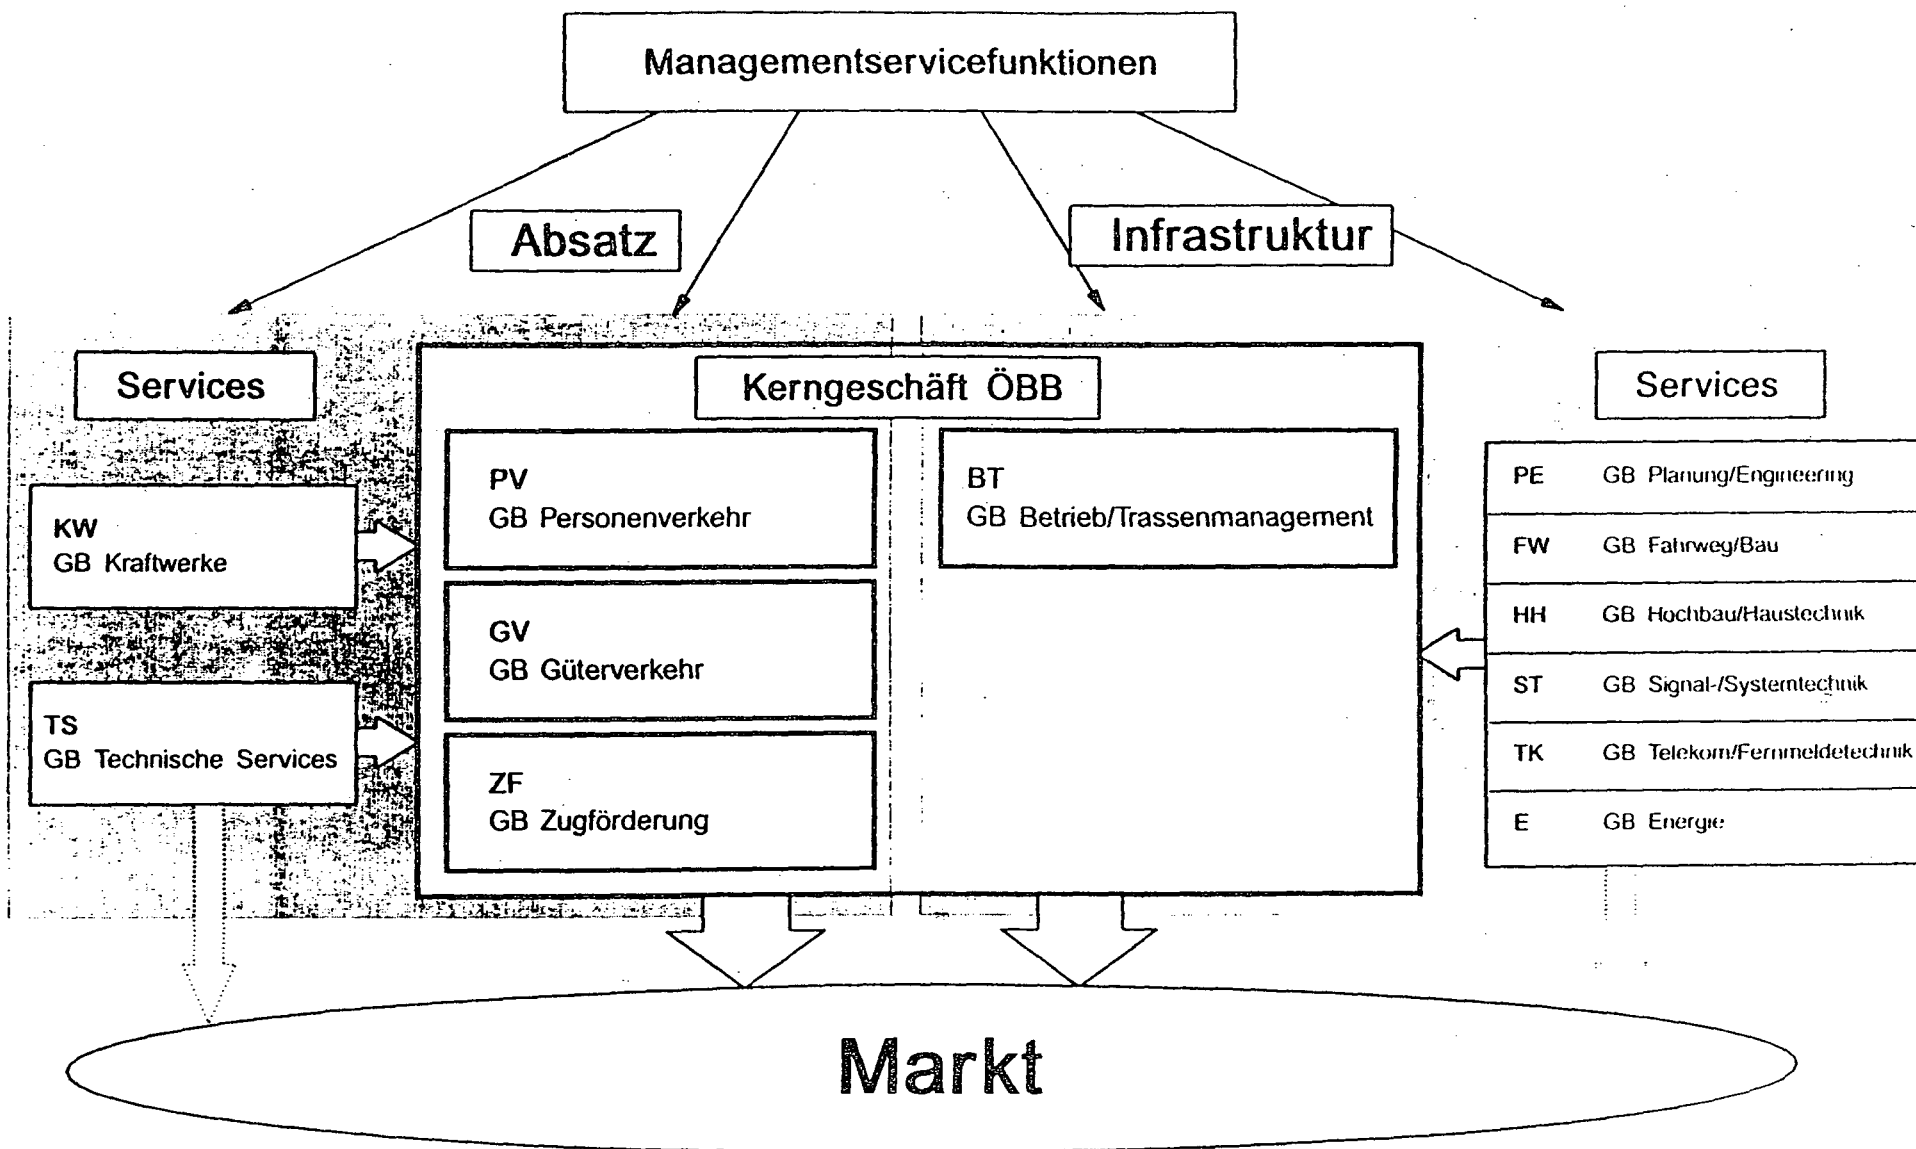 Managementservicefunktionen
Absatz
Infrastruktur
Services
Kerngeschäft ÖBB
Services
KW
GB Kraftwerke
TS
GB Technische Services
PV
GB Personenverkehr
GV
GB Güterverkehr
ZF
GB Zugförderung
BT
GB Betrieb/Trassenmanagement
PE GB Planung/Engineering
FW GB Fahrweg/Bau
HH GB Hochbau/Haustechnik
ST GB Signal-/Systemtechnik
TK GB Telekom/Fernmeldetechnik
E GB Energie
Markt